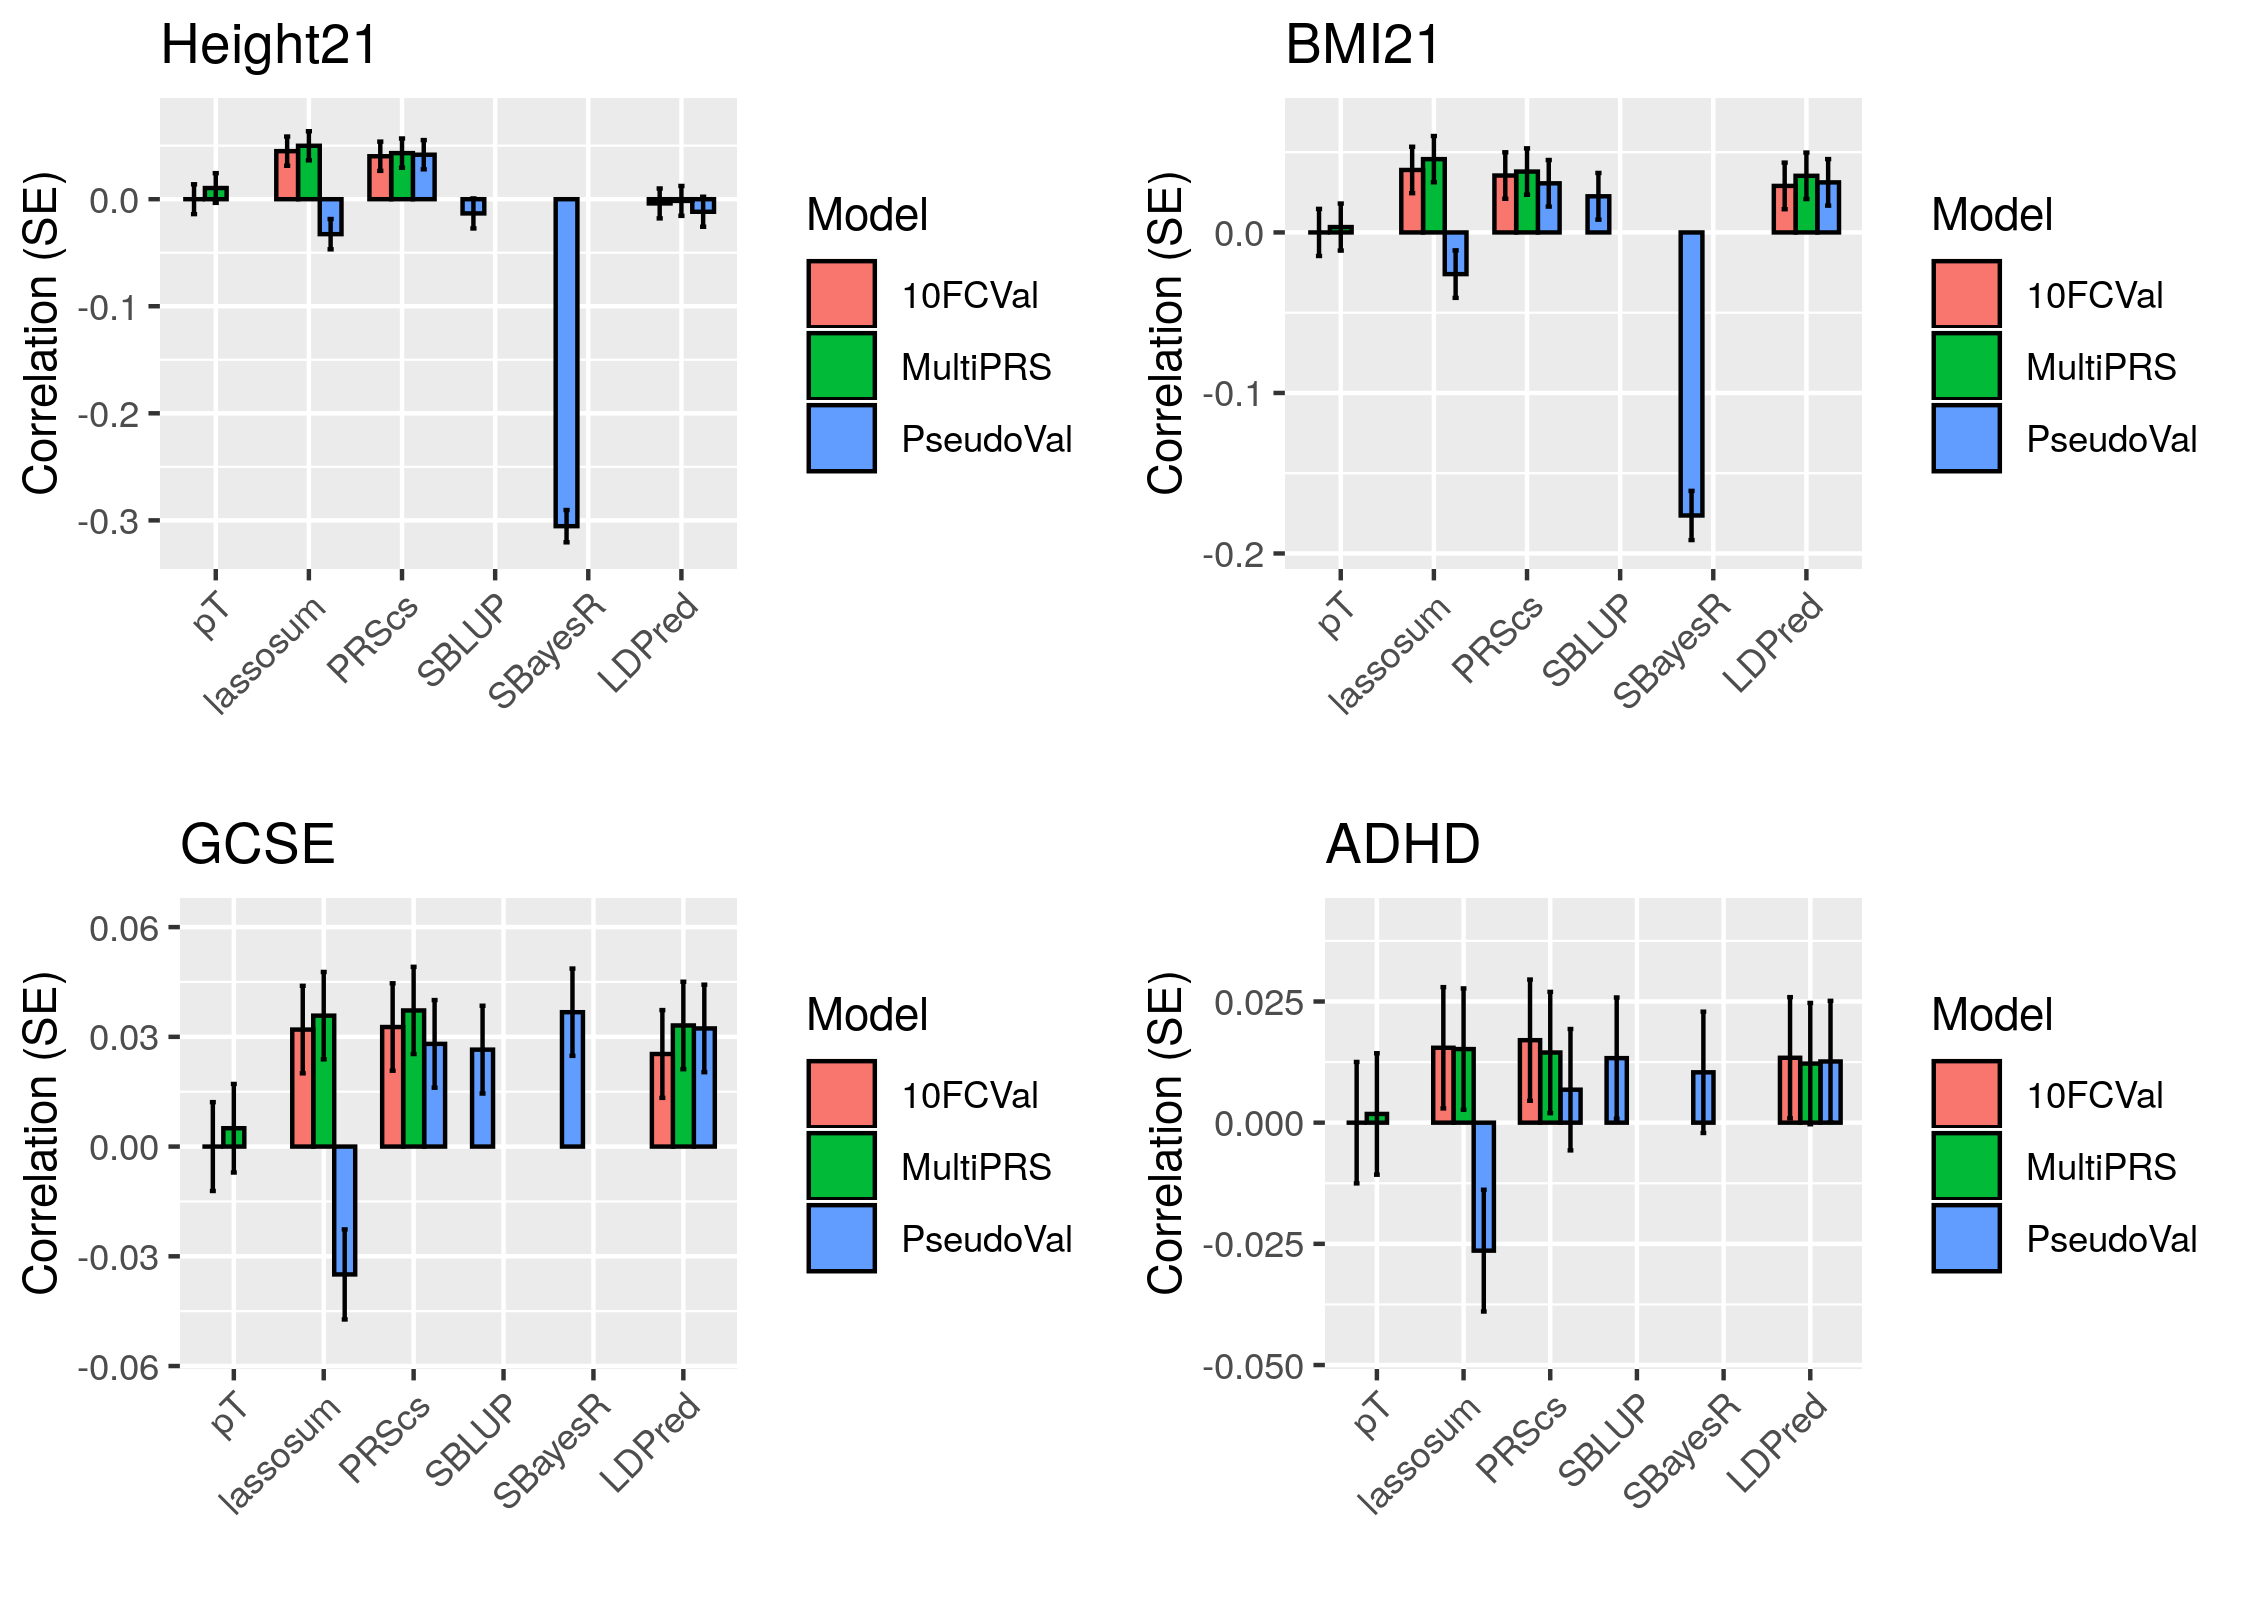 Height21
Correlation (SE)
0.0
-0.1
-0.2
-0.3
pT
lassosum
PRScs
SBLUP
SBayesR
LDPred
Model
10FCVal
MultiPRS
PseudoVal
BMI21
Correlation (SE)
0.0
-0.1
-0.2
pT
lassosum
PRScs
SBLUP
SBayesR
LDPred
Model
10FCVal
MultiPRS
PseudoVal
GCSE
Correlation (SE)
0.06
0.03
0.00
-0.03
-0.06
pT
lassosum
PRScs
SBLUP
SBayesR
LDPred
Model
10FCVal
MultiPRS
PseudoVal
ADHD
Correlation (SE)
0.025
0.000
-0.025
-0.050
pT
lassosum
PRScs
SBLUP
SBayesR
LDPred
Model
10FCVal
MultiPRS
PseudoVal